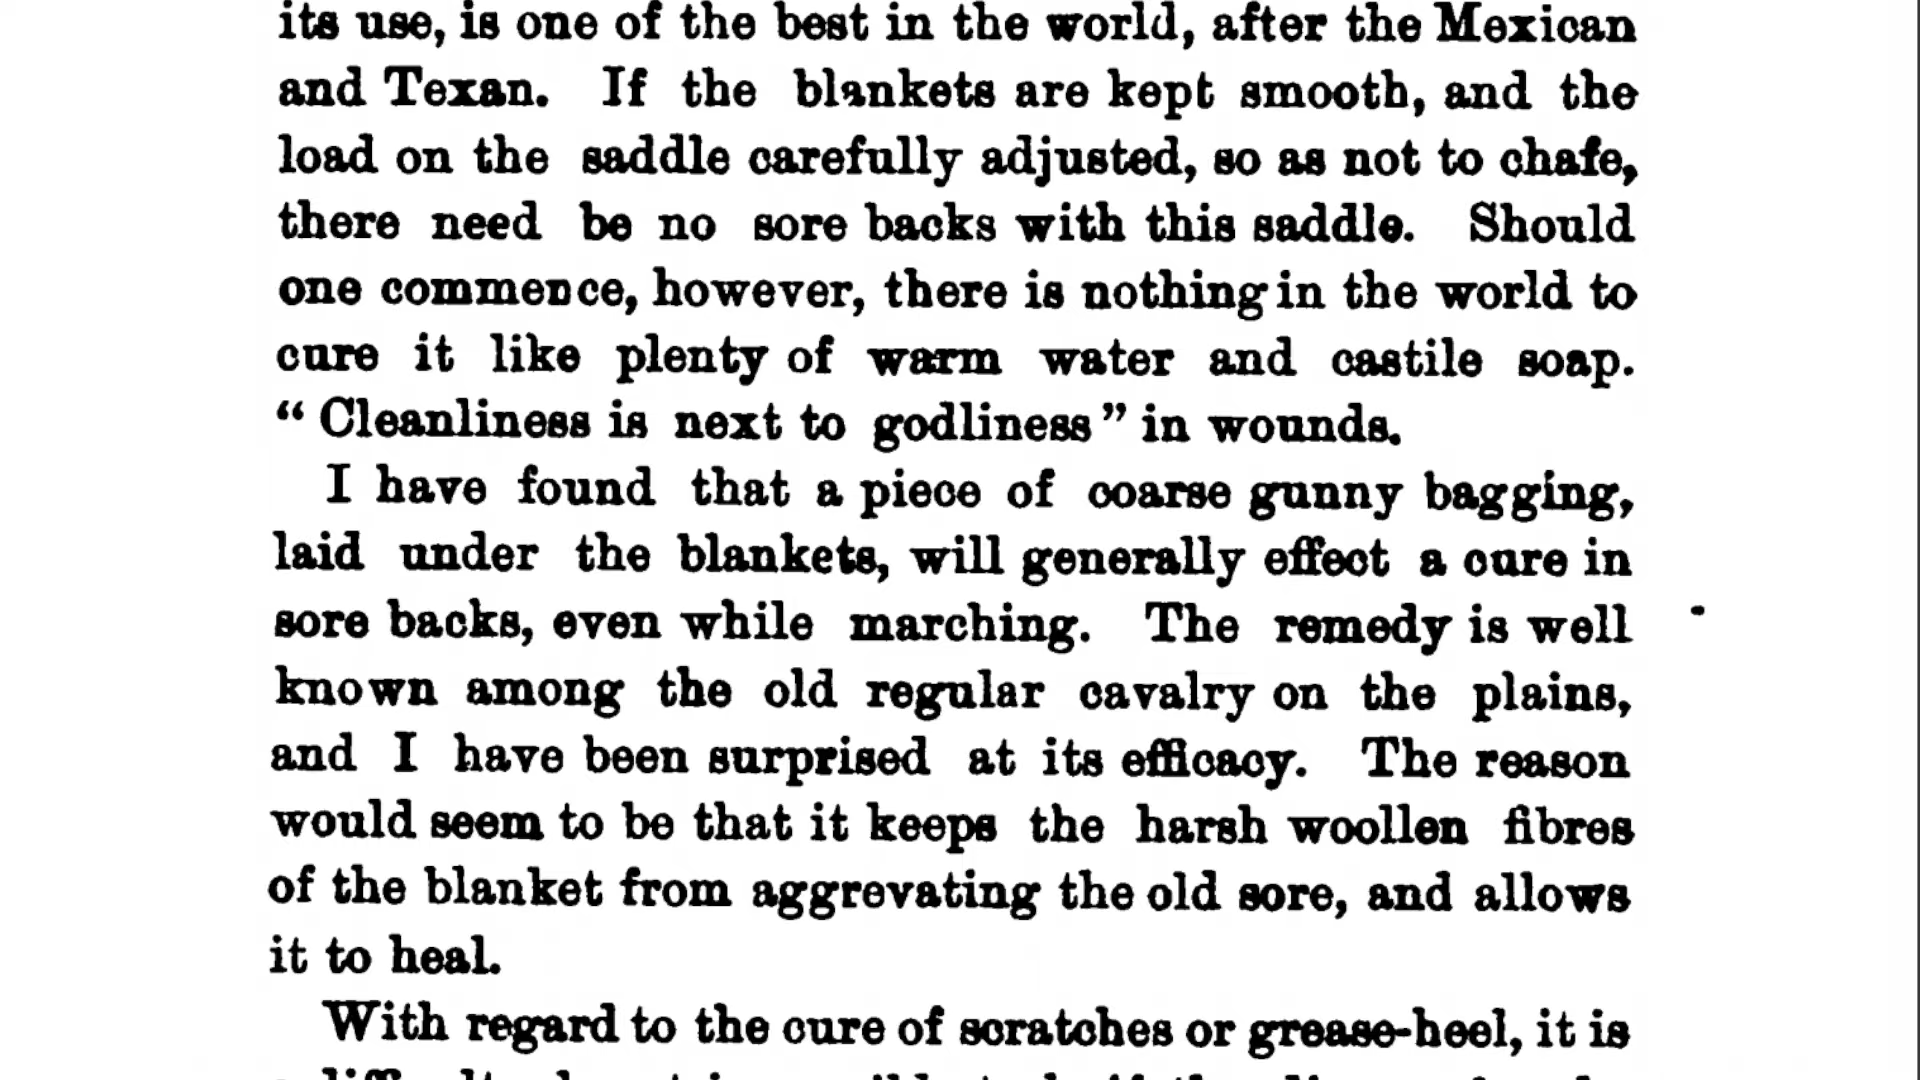 its use, is one of the best in the world, after the Mexican
and Texan. If the blankets are kept smooth, and the
load on the saddle carefully adjusted, so as not to chafe,
there need be no sore backs with this saddle. Should
one commence, however, there is nothing in the world to
cure it like plenty of warm water and castile soap.
“ Cleanliness is next to godliness ” in wounds.
I have found that a piece of coarse gunny bagging,
laid under the blankets, will generally effect a cure in
sore backs, even while marching. The remedy is well
known among the old regular cavalry on the plains,
and I have been surprised at its efficacy. The reason
would seem to be that it keeps the harsh woollen fibres
of the blanket from aggrevating the old sore, and allows
it to heal.
With regard to the cure of scratches or grease-heel, it is